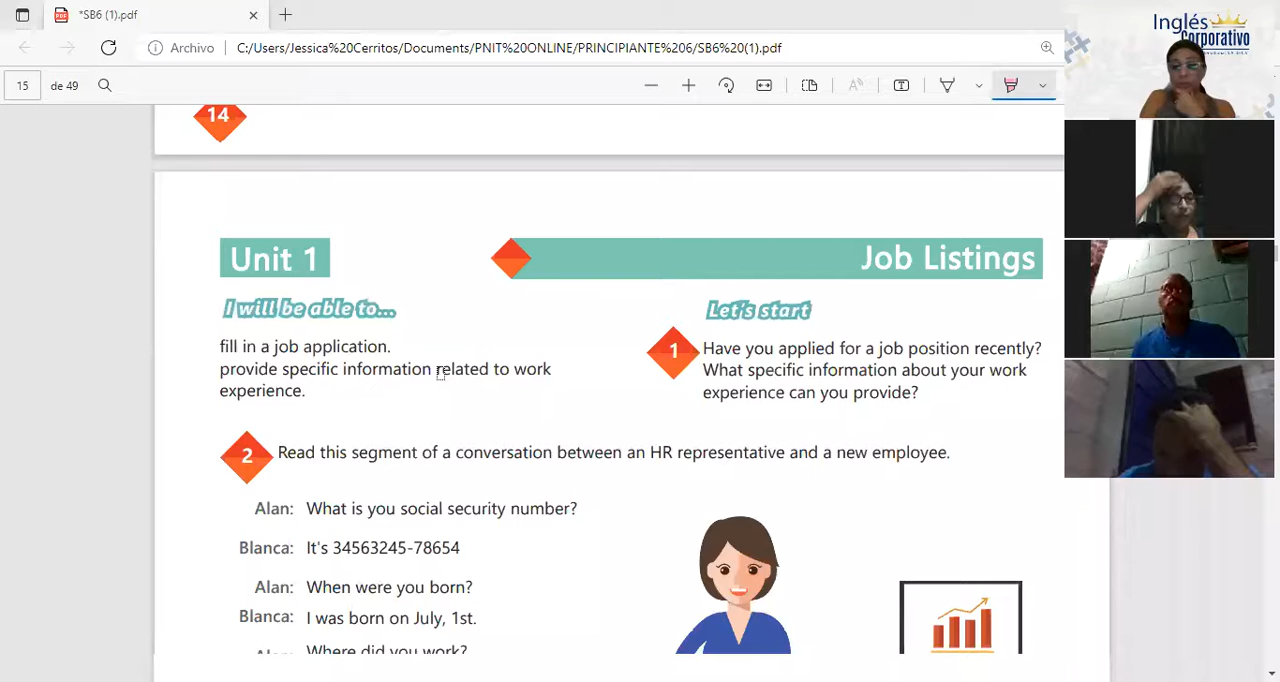 *SB6 (1).pdf
Archivo
C:/Users/Jessica%20Cerritos/Documents/PNIT%20ONLINE/PRINCIPIANTE%206/SB6%20(1).pdf
15
de 49
14
Unit 1
Job Listings
I will be able to...
fill in a job application.
provide specific information related to work
experience.
Let's start
1
Have you applied for a job position recently?
What specific information about your work
experience can you provide?
2
Read this segment of a conversation between an HR representative and a new employee.
Alan: What is you social security number?
Blanca: It's 34563245-78654
Alan: When were you born?
Blanca: I was born on July, 1st.
Alan: Where did you work?
Inglés
Corporativo